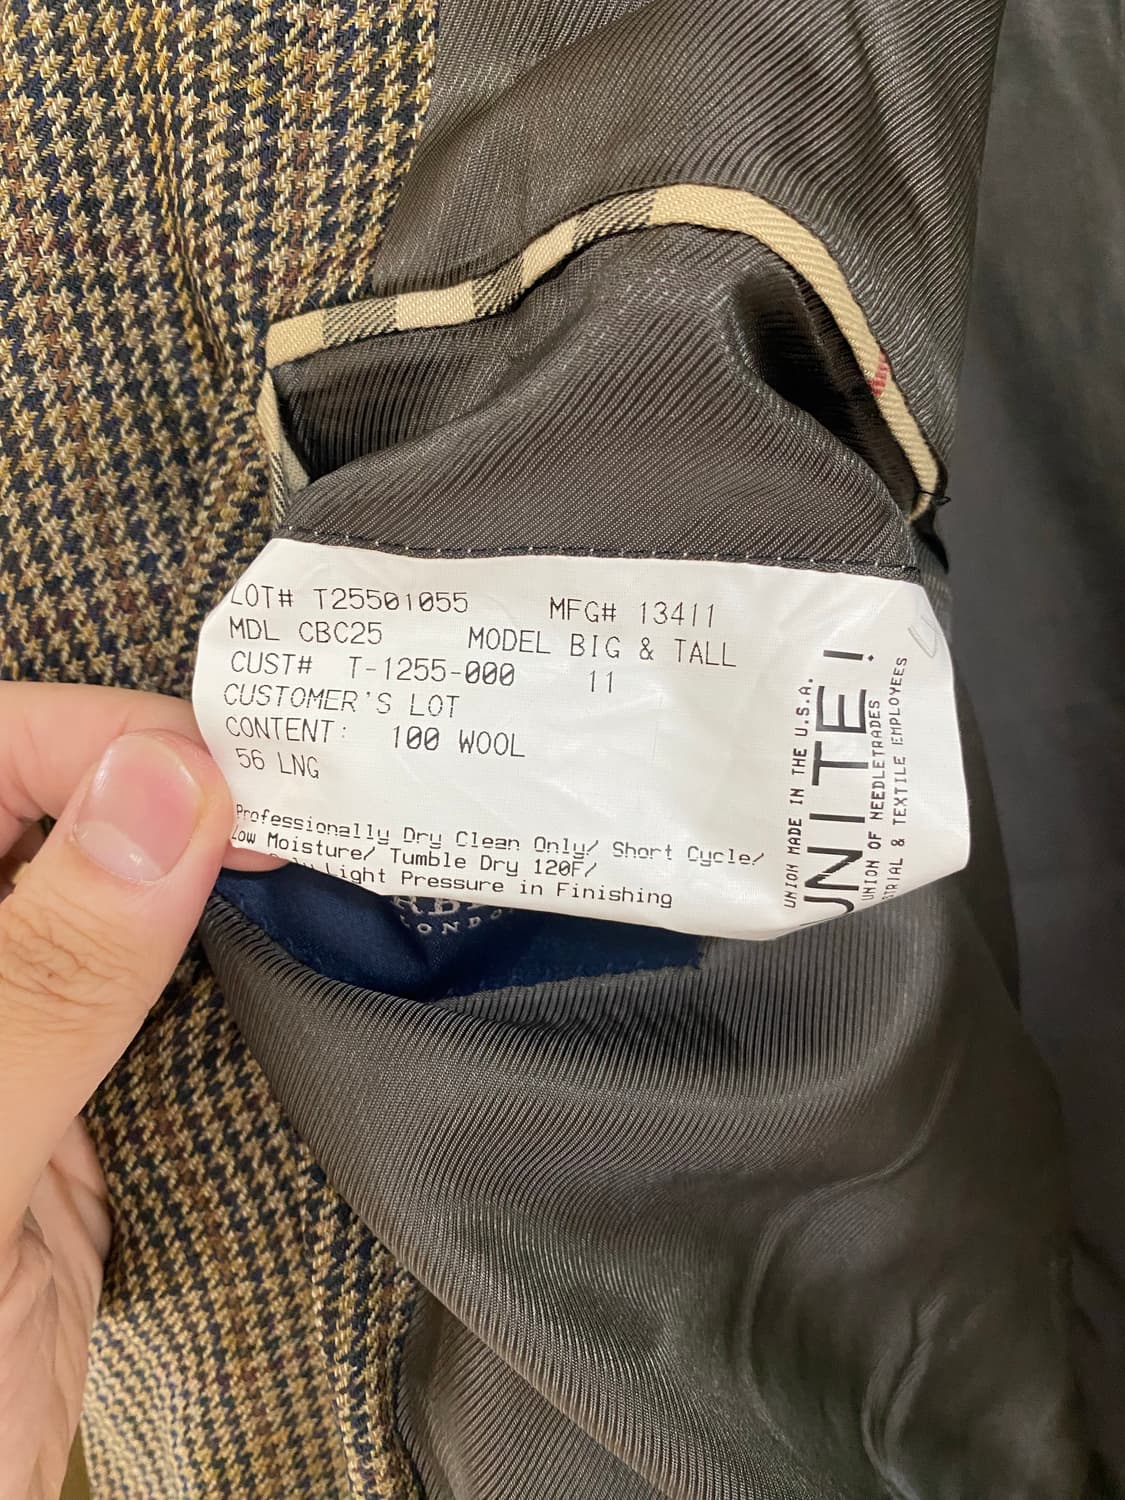 LOT# T25501055 MFG# 13411
MDL CBC25 MODEL BIG & TALL
CUST# T-1255-000 11
CUSTOMER'S LOT
CONTENT: 100 WOOL
56 LNG
Professionally Dry Clean Only/ Short Cycle/
Low Moisture/ Tumble Dry 120F/
Light Pressure in Finishing
UNION MADE IN THE U.S.A.
UNITE!
UNION OF NEEDLETRADES
& TEXTILE EMPLOYEES